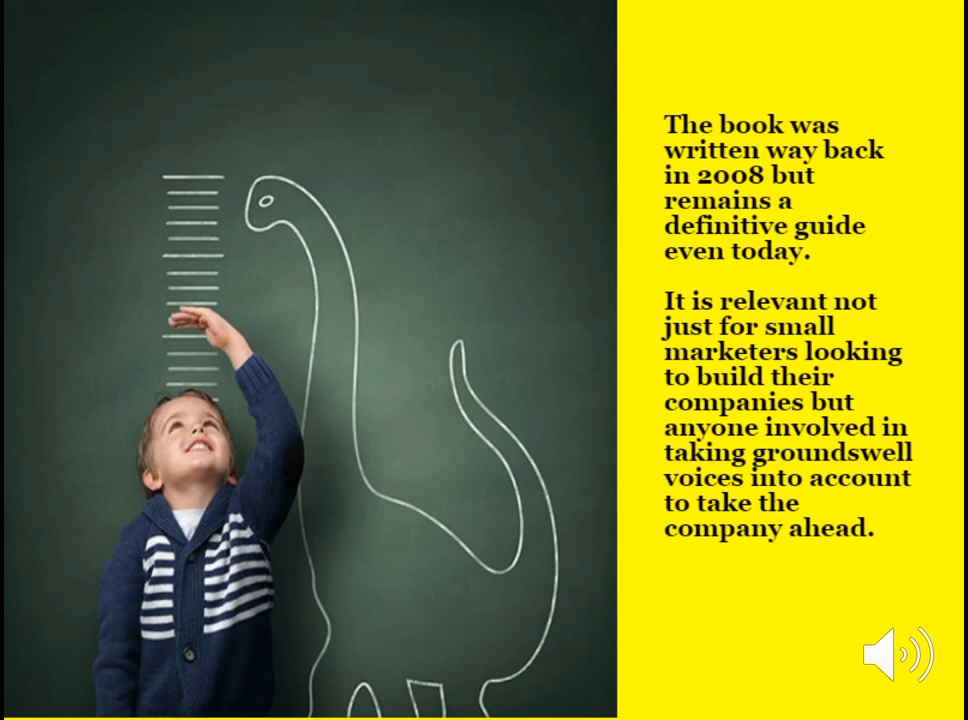 The book was
written way back
in 2008 but
remains a
definitive guide
even today.
It is relevant not
just for small
marketers looking
to build their
companies but
anyone involved in
taking groundswell
voices into account
to take the
company ahead.